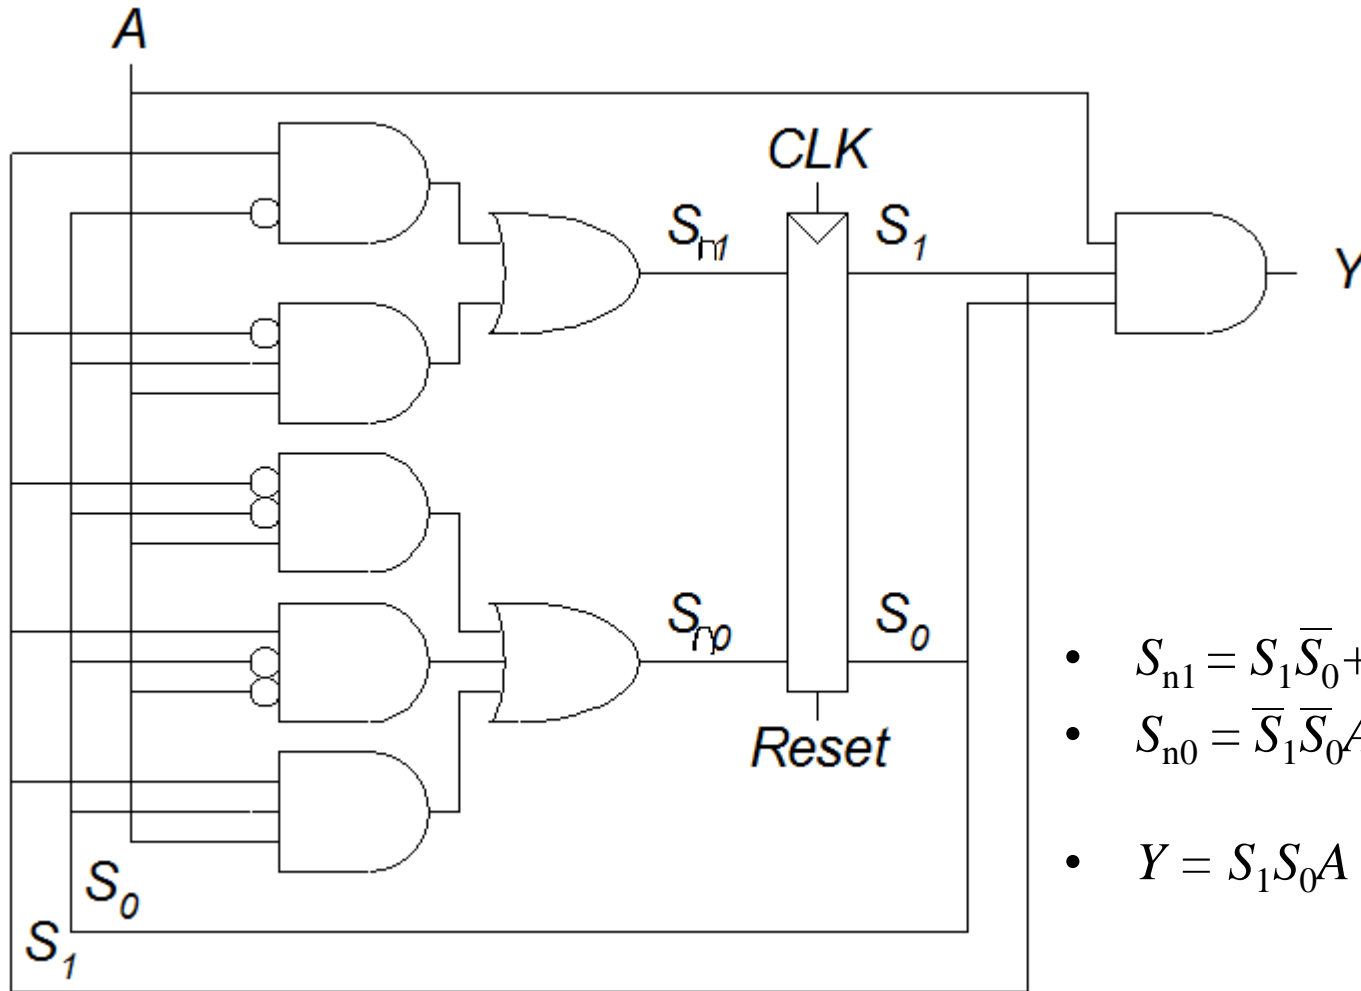 A
CLK
Sn1
S1
Y
Sn0
S0
Reset
• Sn1 = S1S̅0+
• Sn0 = S̅1S̅0A
• Y = S1S0A
S0
S1